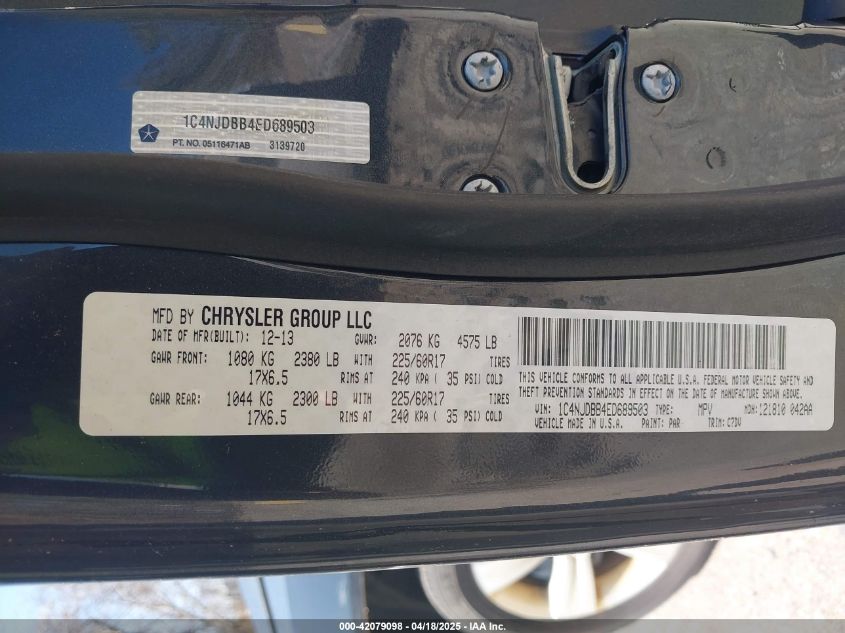 1C4NJDBB4ED689503
PT. NO. 05116471AB 3139720
MFD BY CHRYSLER GROUP LLC
DATE OF MFR(BUILT): 12-13 GVWR: 2076 KG 4575 LB
GAWR FRONT: 1080 KG 2380 LB WITH 225/60R17 TIRES
17X6.5 RIMS AT 240 KPA ( 35 PSI) COLD
GAWR REAR: 1044 KG 2300 LB WITH 225/60R17 TIRES
17X6.5 RIMS AT 240 KPA ( 35 PSI) COLD
THIS VEHICLE CONFORMS TO ALL APPLICABLE U.S.A. FEDERAL MOTOR VEHICLE SAFETY AND
THEFT PREVENTION STANDARDS IN EFFECT ON THE DATE OF MANUFACTURE SHOWN ABOVE.
VIN: 1C4NJDBB4ED689503 TYPE: MPV MDH: 121810 042AA
VEHICLE MADE IN U.S.A. PAINT: PAR TRIM: C7DV
000-42079098 - 04/18/2025 - IAA Inc.